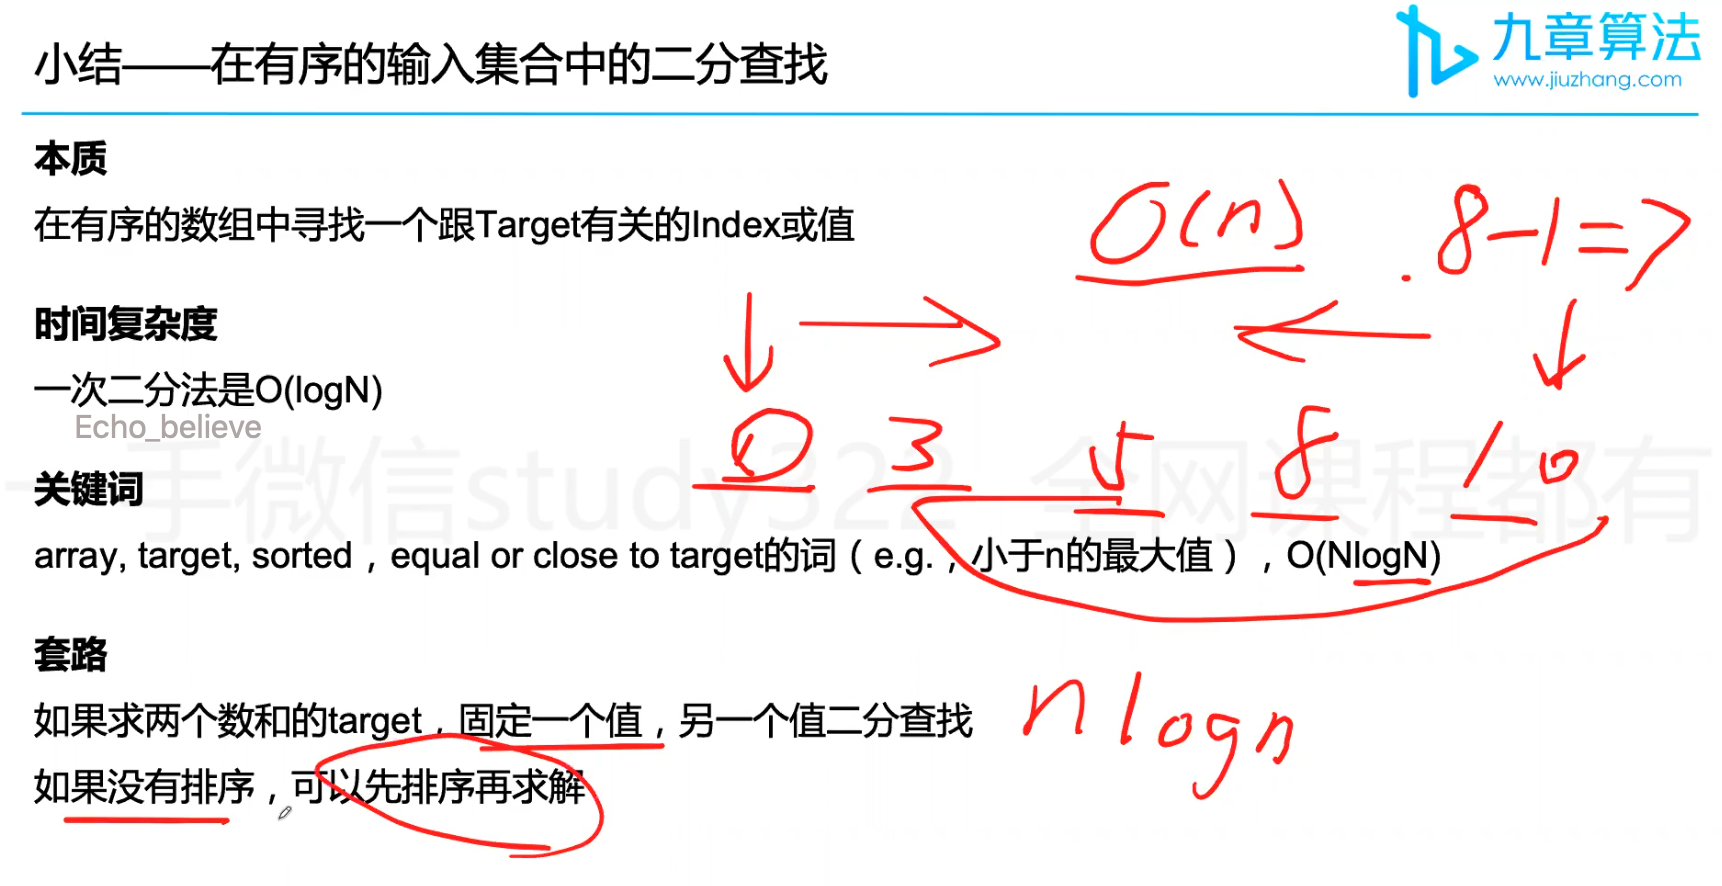 小结——在有序的输入集合中的二分查找
九章算法
www.jiuzhang.com
本质
在有序的数组中寻找一个跟Target有关的Index或值
O(n)
8-1=7
时间复杂度
一次二分法是O(logN)
Echo_believe
3 5 8 10
手微信study322 全网课程都有
关键词
array, target, sorted，equal or close to target的词（e.g.，小于n的最大值），O(NlogN)
套路
如果求两个数和的target，固定一个值，另一个值二分查找
nlogn
如果没有排序，可以先排序再求解